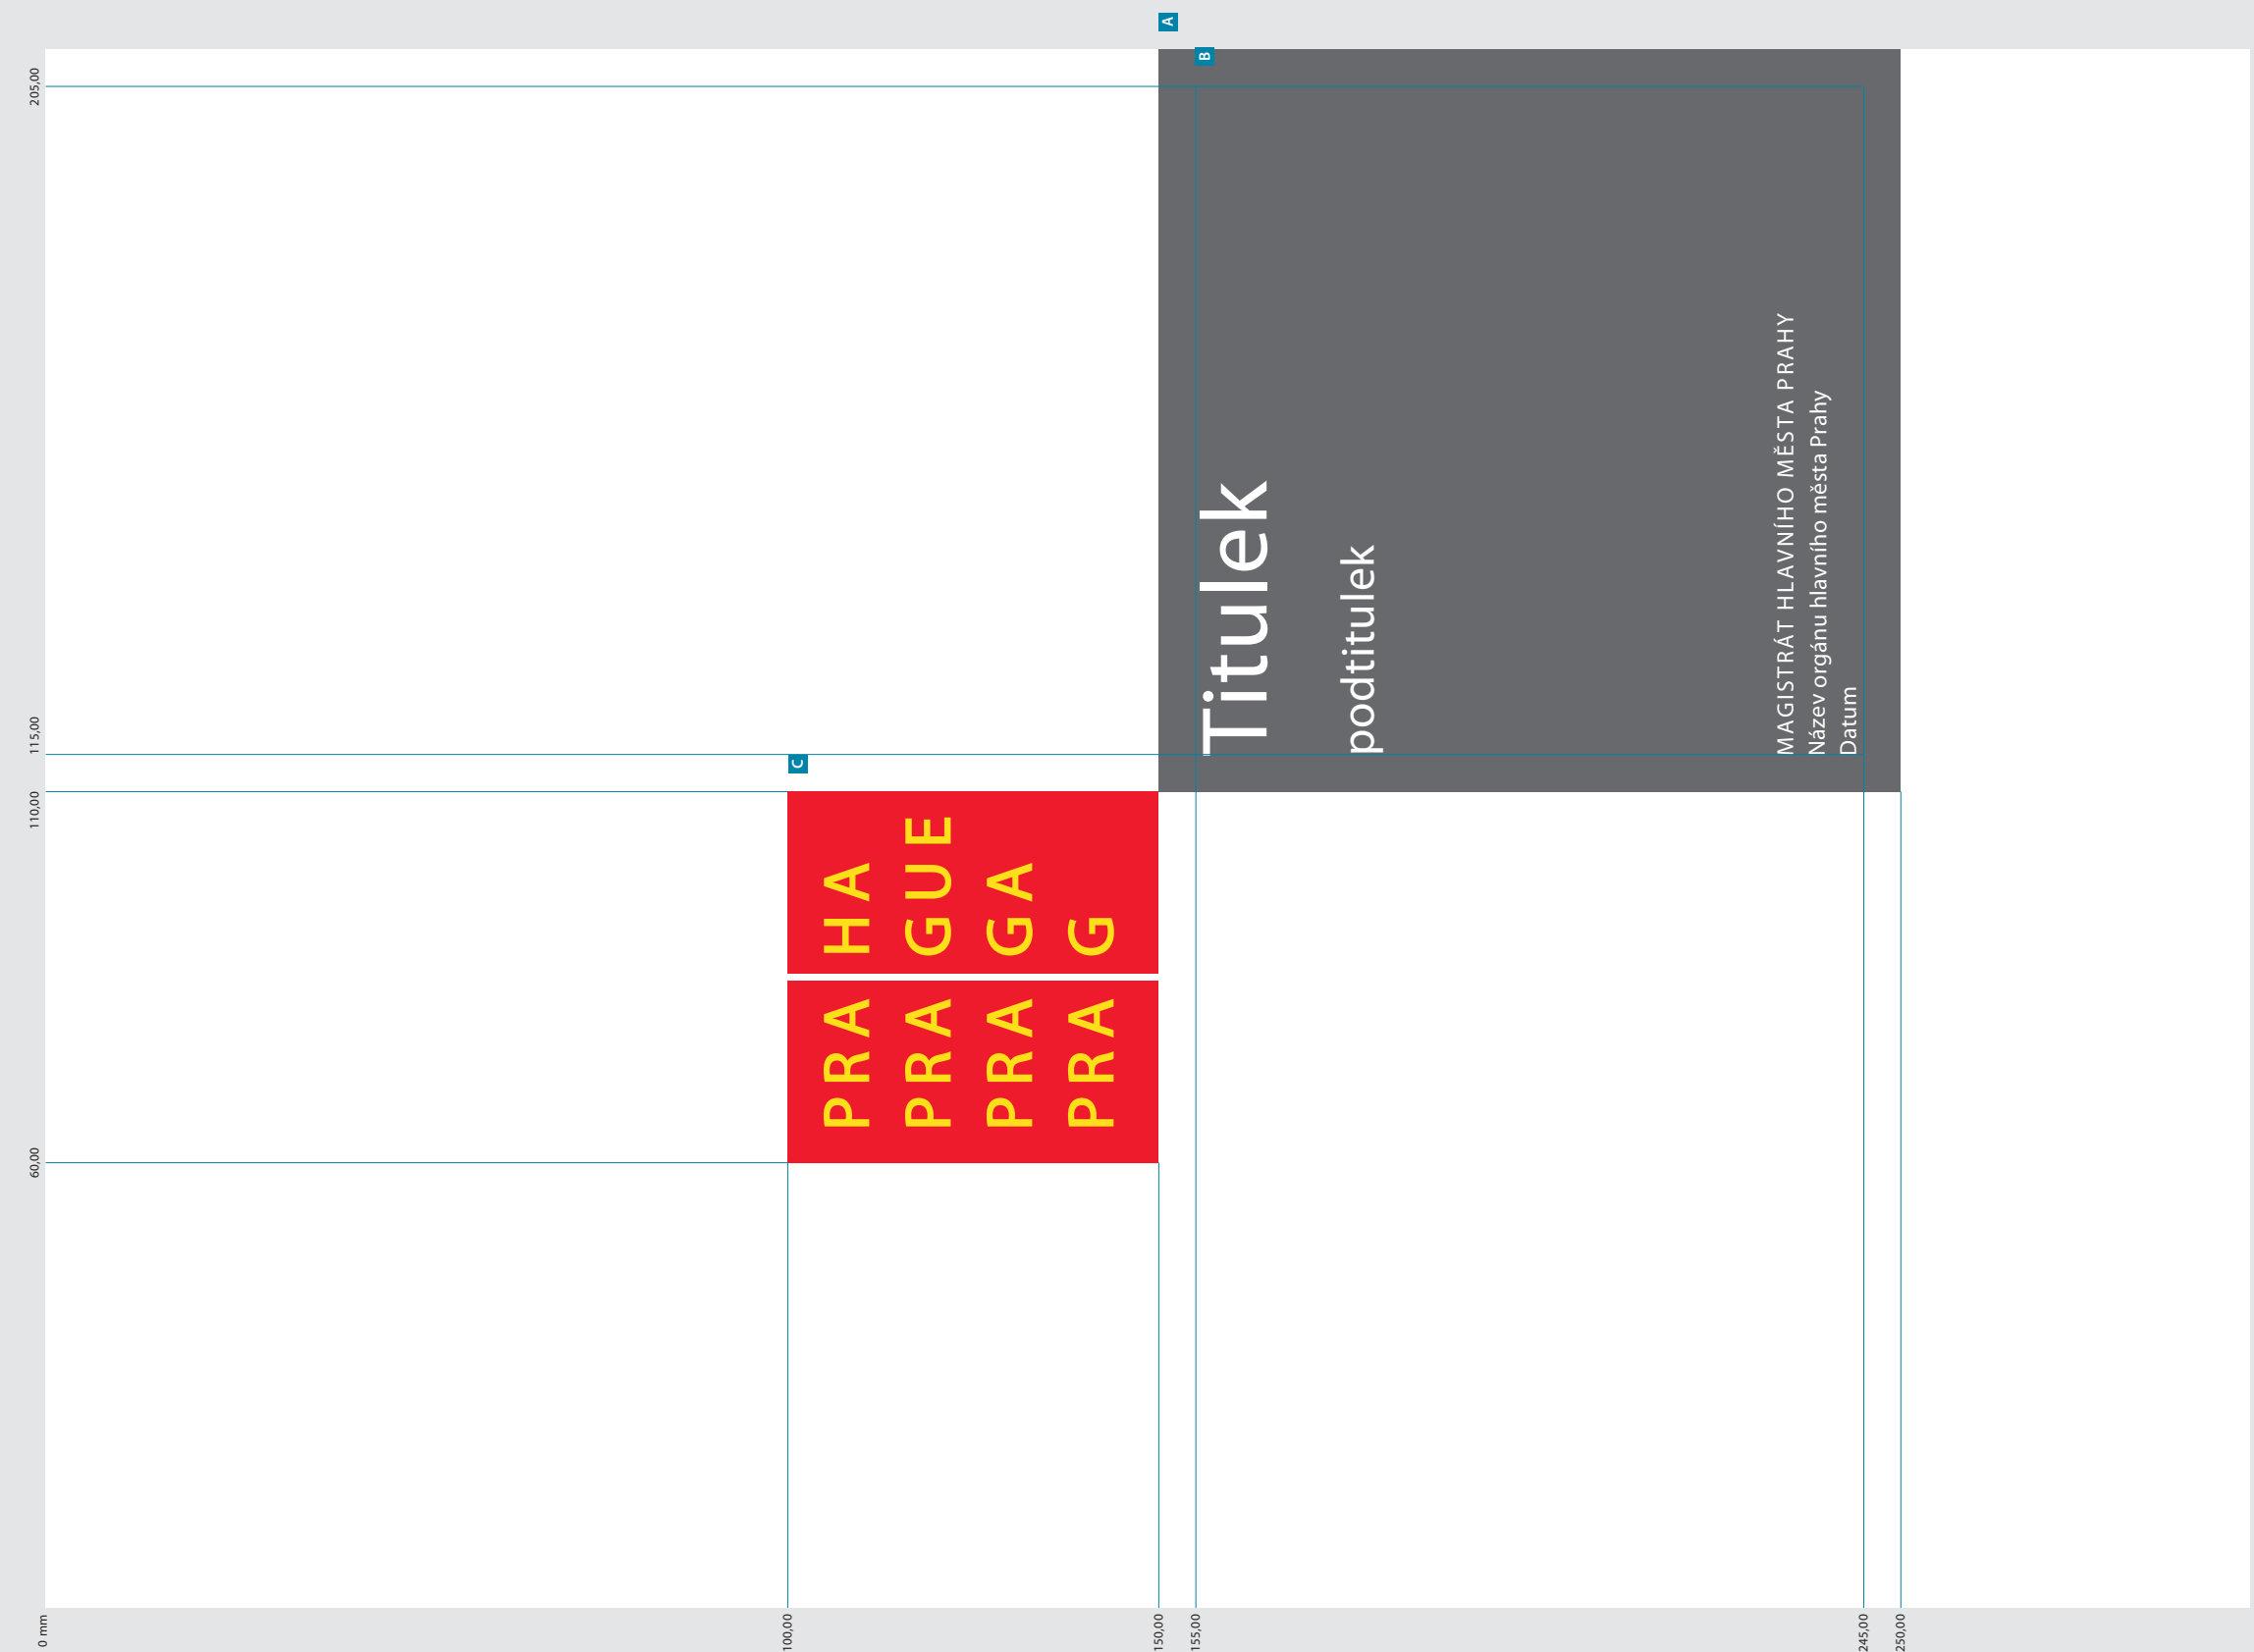 0 mm 60,00 110,00 115,00 205,00
100,00
C
PRA HA
PRA GUE
PRA GA
PRA G
150,00
A
155,00
B
Titulek
podtitulek
MAGISTRÁT HLAVNÍHO MĚSTA PRAHY
Název orgánu hlavního města Prahy
Datum
245,00
250,00